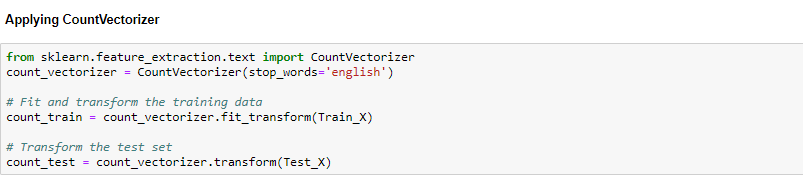 Applying CountVectorizer
from sklearn.feature_extraction.text import CountVectorizer
count_vectorizer = CountVectorizer(stop_words='english')
# Fit and transform the training data
count_train = count_vectorizer.fit_transform(Train_X)
# Transform the test set
count_test = count_vectorizer.transform(Test_X)